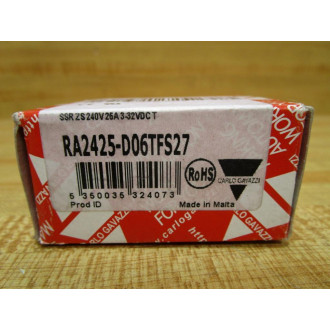 SSR ZS 240V 25A 3-32VDC T
RA2425-D06TFS27
RoHS
CARLO GAVAZZI
5 350035 324073
Prod ID
Made in Malta